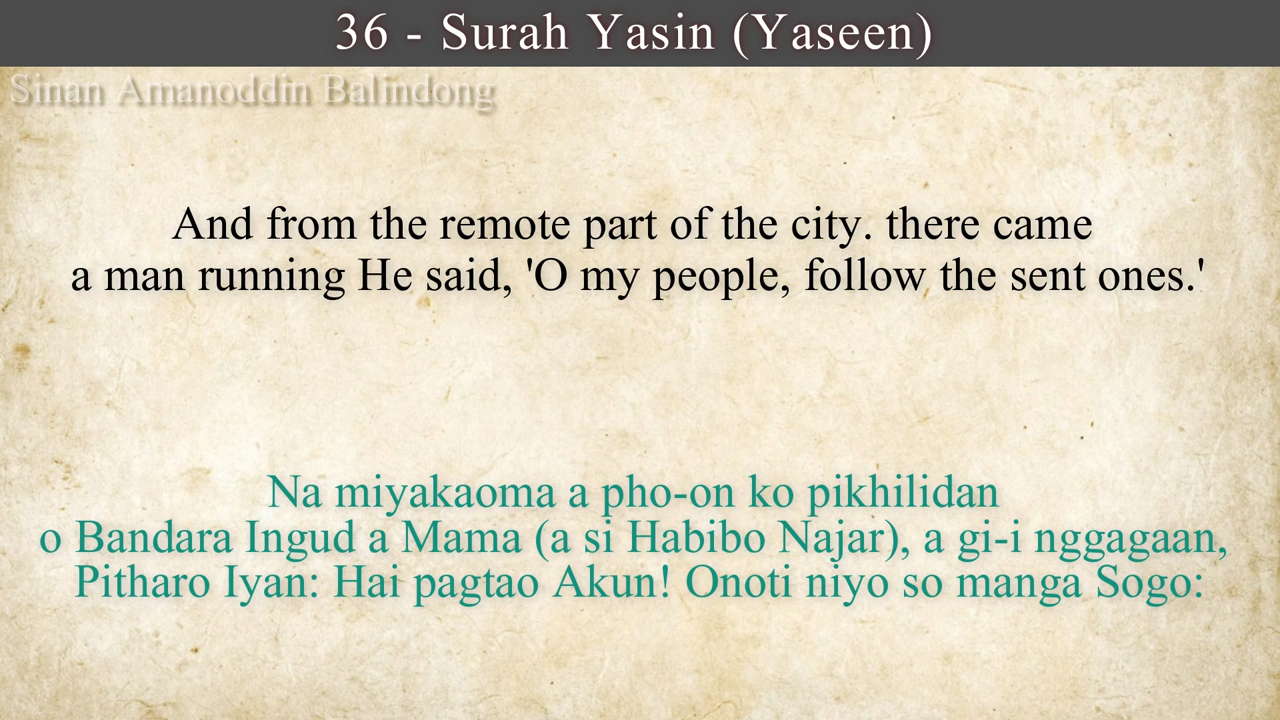 36 - Surah Yasin (Yaseen)
Sinan Amanoddin Balindong
And from the remote part of the city. there came
a man running He said, 'O my people, follow the sent ones.'
Na miyakaoma a pho-on ko pikhilidan
o Bandara Ingud a Mama (a si Habibo Najar), a gi-i nggagaan,
Pitharo Iyan: Hai pagtao Akun! Onoti niyo so manga Sogo: